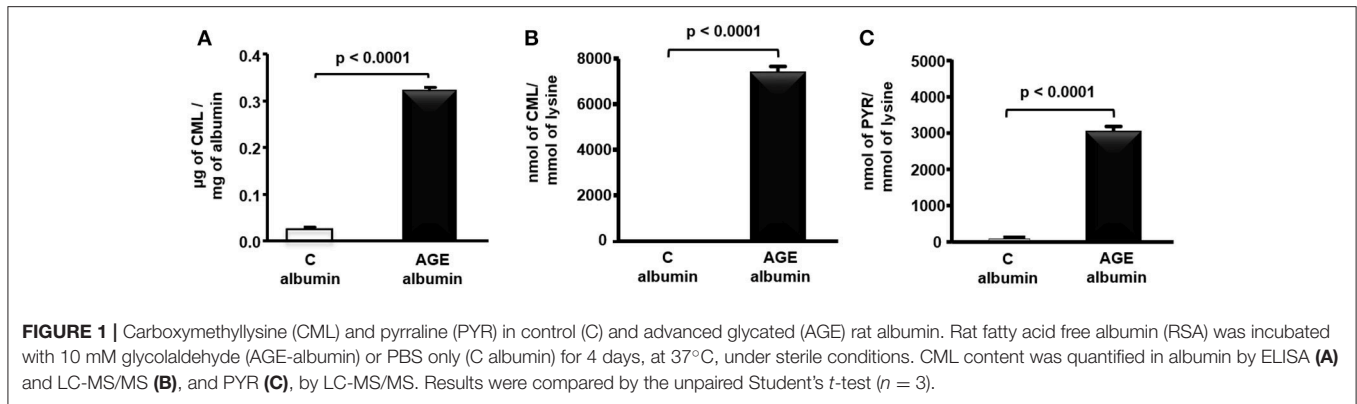 A
p < 0.0001
µg of CML /
mg of albumin
0.4
0.3
0.2
0.1
0.0
C
albumin
AGE
albumin
B
p < 0.0001
nmol of CML/
mmol of lysine
8000
6000
4000
2000
0
C
albumin
AGE
albumin
C
p < 0.0001
nmol of PYR/
mmol of lysine
5000
4000
3000
2000
1000
0
C
albumin
AGE
albumin
FIGURE 1 | Carboxymethyllysine (CML) and pyrraline (PYR) in control (C) and advanced glycated (AGE) rat albumin. Rat fatty acid free albumin (RSA) was incubated
with 10 mM glycolaldehyde (AGE-albumin) or PBS only (C albumin) for 4 days, at 37°C, under sterile conditions. CML content was quantified in albumin by ELISA (A)
and LC-MS/MS (B), and PYR (C), by LC-MS/MS. Results were compared by the unpaired Student's t-test (n = 3).